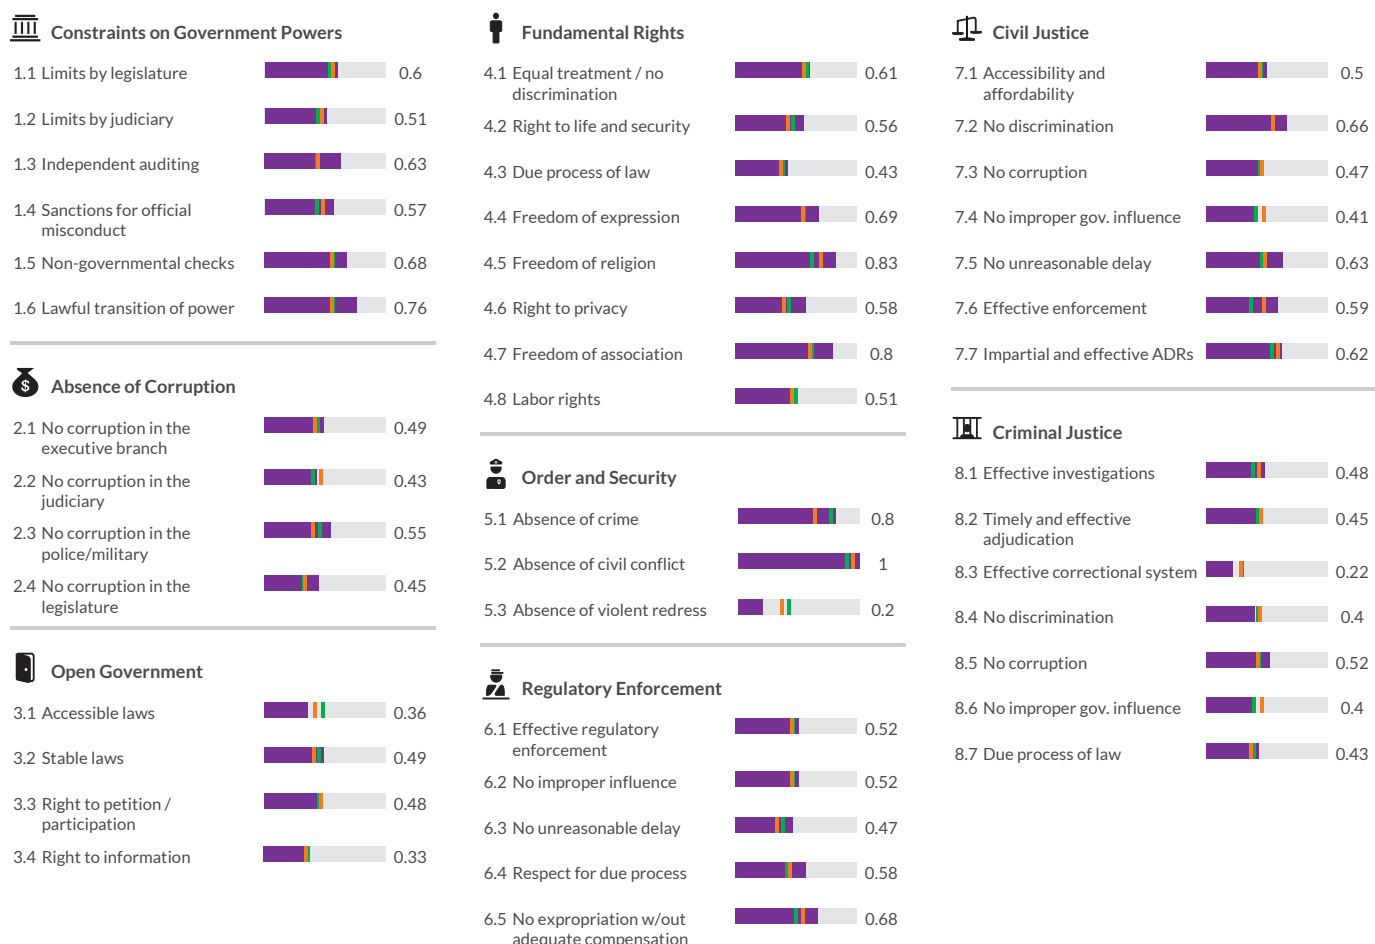 Constraints on Government Powers
1.1 Limits by legislature 0.6
1.2 Limits by judiciary 0.51
1.3 Independent auditing 0.63
1.4 Sanctions for official
misconduct 0.57
1.5 Non-governmental checks 0.68
1.6 Lawful transition of power 0.76
$ Absence of Corruption
2.1 No corruption in the
executive branch 0.49
2.2 No corruption in the
judiciary 0.43
2.3 No corruption in the
police/military 0.55
2.4 No corruption in the
legislature 0.45
Open Government
3.1 Accessible laws 0.36
3.2 Stable laws 0.49
3.3 Right to petition /
participation 0.48
3.4 Right to information 0.33
Fundamental Rights
4.1 Equal treatment / no
discrimination 0.61
4.2 Right to life and security 0.56
4.3 Due process of law 0.43
4.4 Freedom of expression 0.69
4.5 Freedom of religion 0.83
4.6 Right to privacy 0.58
4.7 Freedom of association 0.8
4.8 Labor rights 0.51
Order and Security
5.1 Absence of crime 0.8
5.2 Absence of civil conflict 1
5.3 Absence of violent redress 0.2
Regulatory Enforcement
6.1 Effective regulatory
enforcement 0.52
6.2 No improper influence 0.52
6.3 No unreasonable delay 0.47
6.4 Respect for due process 0.58
6.5 No expropriation w/out
adequate compensation 0.68
Civil Justice
7.1 Accessibility and
affordability 0.5
7.2 No discrimination 0.66
7.3 No corruption 0.47
7.4 No improper gov. influence 0.41
7.5 No unreasonable delay 0.63
7.6 Effective enforcement 0.59
7.7 Impartial and effective ADRs 0.62
Criminal Justice
8.1 Effective investigations 0.48
8.2 Timely and effective
adjudication 0.45
8.3 Effective correctional system 0.22
8.4 No discrimination 0.4
8.5 No corruption 0.52
8.6 No improper gov. influence 0.4
8.7 Due process of law 0.43